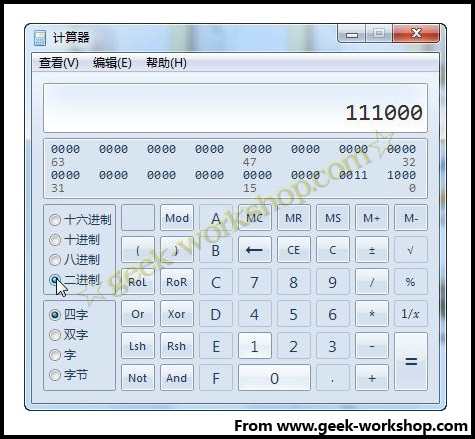 计算器
查看(V) 编辑(E) 帮助(H)
111000
0000 0000 0000 0000 0000 0000 0000 0000
63 47 32
0000 0000 0000 0000 0000 0000 0011 1000
31 15 0
十六进制 Mod A MC MR MS M+ M-
十进制 ( ) B ← CE C ± √
八进制
二进制 RoL RoR C 7 8 9 / %
四字 Or Xor D 4 5 6 * 1/x
双字
字 Lsh Rsh E 1 2 3 - =
字节 Not And F 0 . +
☆geek-workshop.com☆
From www.geek-workshop.com